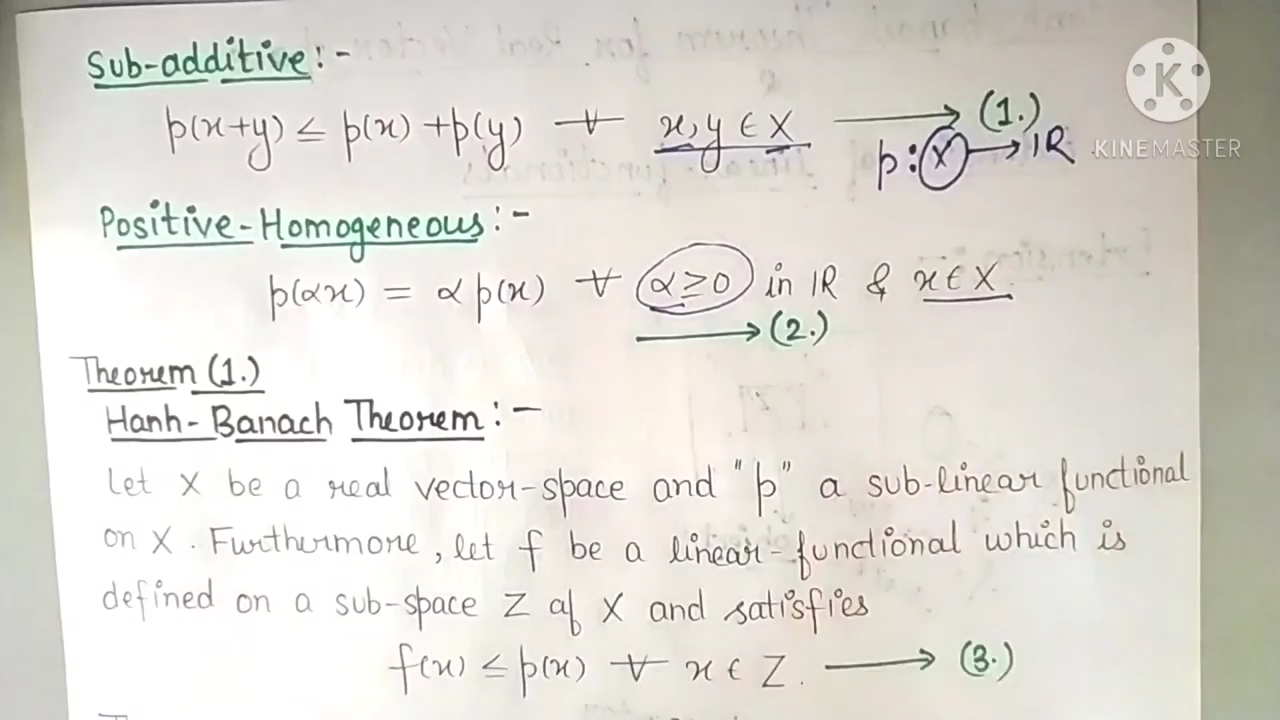 Sub-additive:-
p(x+y) ≤ p(x) + p(y) ∀ x,y ∈ X ⟶ (1.)
p: X → IR
K
KINEMASTER
Positive-Homogeneous:-
p(αx) = α p(x) ∀ α≥0 in IR & x ∈ X.
⟶ (2.)
Theorem (1.)
Hanh-Banach Theorem:-
Let X be a real vector-space and "p" a sub-linear functional
on X. Furthermore, let f be a linear-functional which is
defined on a sub-space Z of X and satisfies
f(x) ≤ p(x) ∀ x ∈ Z. ⟶ (3.)